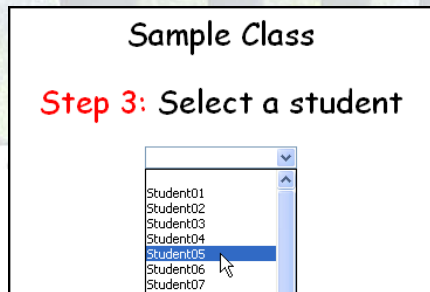 Sample Class
Step 3: Select a student
Student01
Student02
Student03
Student04
Student05
Student06
Student07